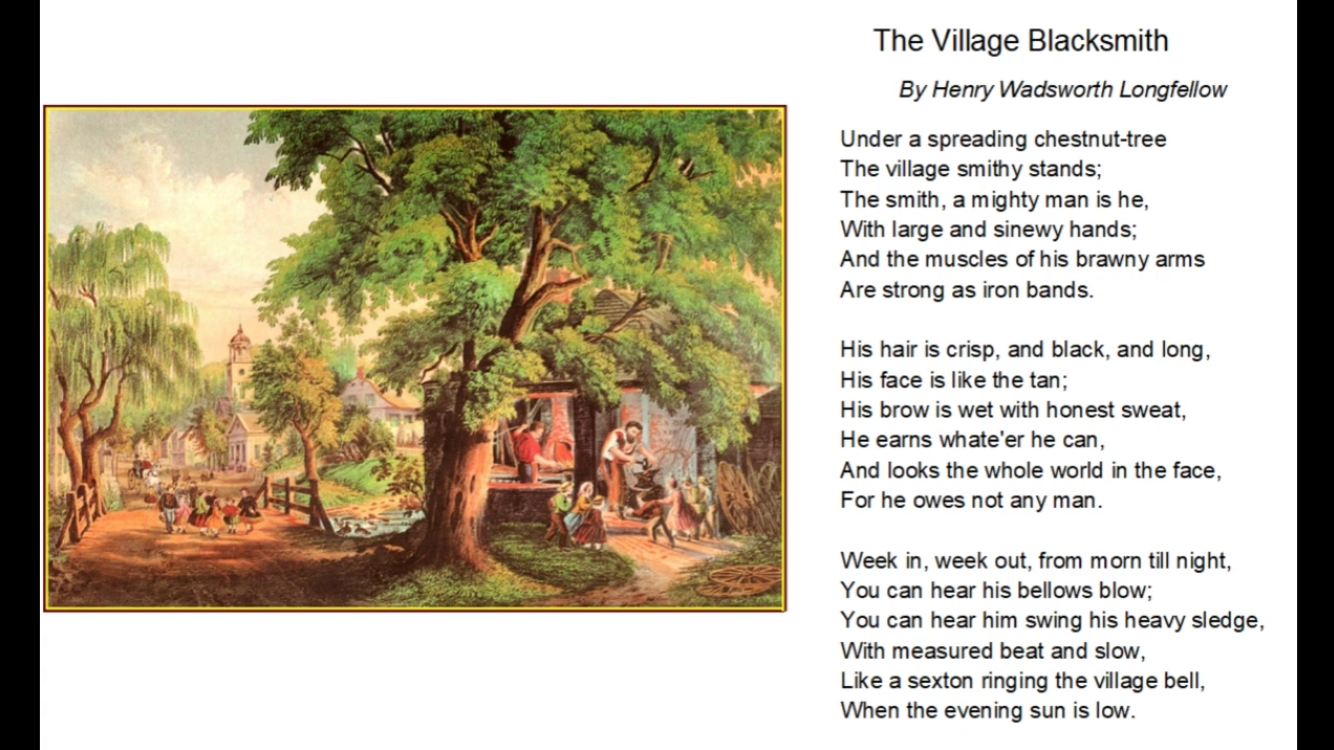 The Village Blacksmith
By Henry Wadsworth Longfellow
Under a spreading chestnut-tree
The village smithy stands;
The smith, a mighty man is he,
With large and sinewy hands;
And the muscles of his brawny arms
Are strong as iron bands.
His hair is crisp, and black, and long,
His face is like the tan;
His brow is wet with honest sweat,
He earns whate'er he can,
And looks the whole world in the face,
For he owes not any man.
Week in, week out, from morn till night,
You can hear his bellows blow;
You can hear him swing his heavy sledge,
With measured beat and slow,
Like a sexton ringing the village bell,
When the evening sun is low.